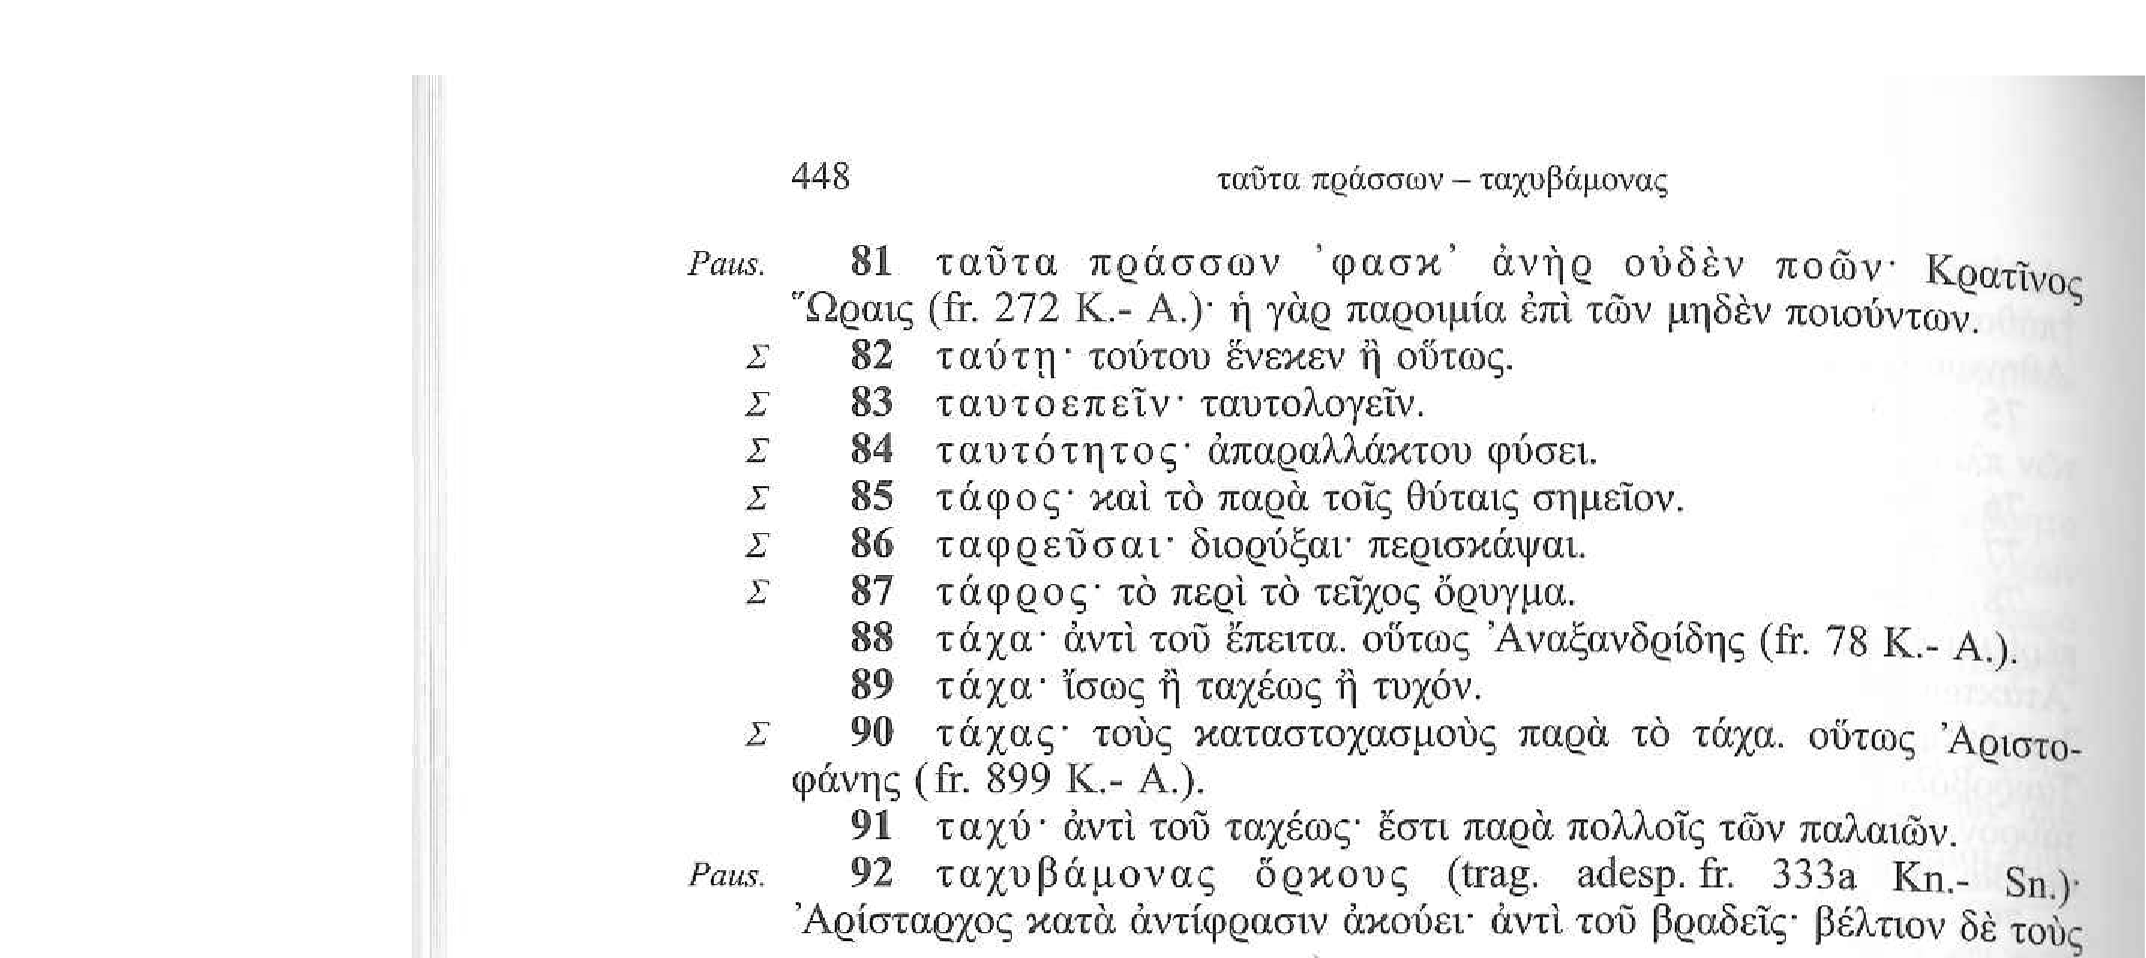 448 ταῦτα πράσσων – ταχυβάμονας
Paus. 81 ταῦτα πράσσων ᾿φασκ᾿ ἀνὴρ οὐδὲν ποῶν· Κρατῖνος
Ὥραις (fr. 272 K.- A.)· ἡ γὰρ παροιμία ἐπὶ τῶν μηδὲν ποιούντων.
Σ 82 ταύτῃ· τούτου ἕνεκεν ἢ οὕτως.
Σ 83 ταυτοεπεῖν· ταυτολογεῖν.
Σ 84 ταυτότητος· ἀπαραλλάκτου φύσει.
Σ 85 τάφος· καὶ τὸ παρὰ τοῖς θύταις σημεῖον.
Σ 86 ταφρεῦσαι· διορύξαι· περισκάψαι.
Σ 87 τάφρος· τὸ περὶ τὸ τεῖχος ὄρυγμα.
88 τάχα· ἀντὶ τοῦ ἔπειτα. οὕτως Ἀναξανδρίδης (fr. 78 K.- A.).
89 τάχα· ἴσως ἢ ταχέως ἢ τυχόν.
Σ 90 τάχας· τοὺς καταστοχασμοὺς παρὰ τὸ τάχα. οὕτως Ἀριστο-
φάνης (fr. 899 K.- A.).
91 ταχύ· ἀντὶ τοῦ ταχέως· ἔστι παρὰ πολλοῖς τῶν παλαιῶν.
Paus. 92 ταχυβάμονας ὅρκους (trag. adesp. fr. 333a Kn.- Sn.)·
Ἀρίσταρχος κατὰ ἀντίφρασιν ἀκούει· ἀντὶ τοῦ βραδεῖς· βέλτιον δὲ τοὺς